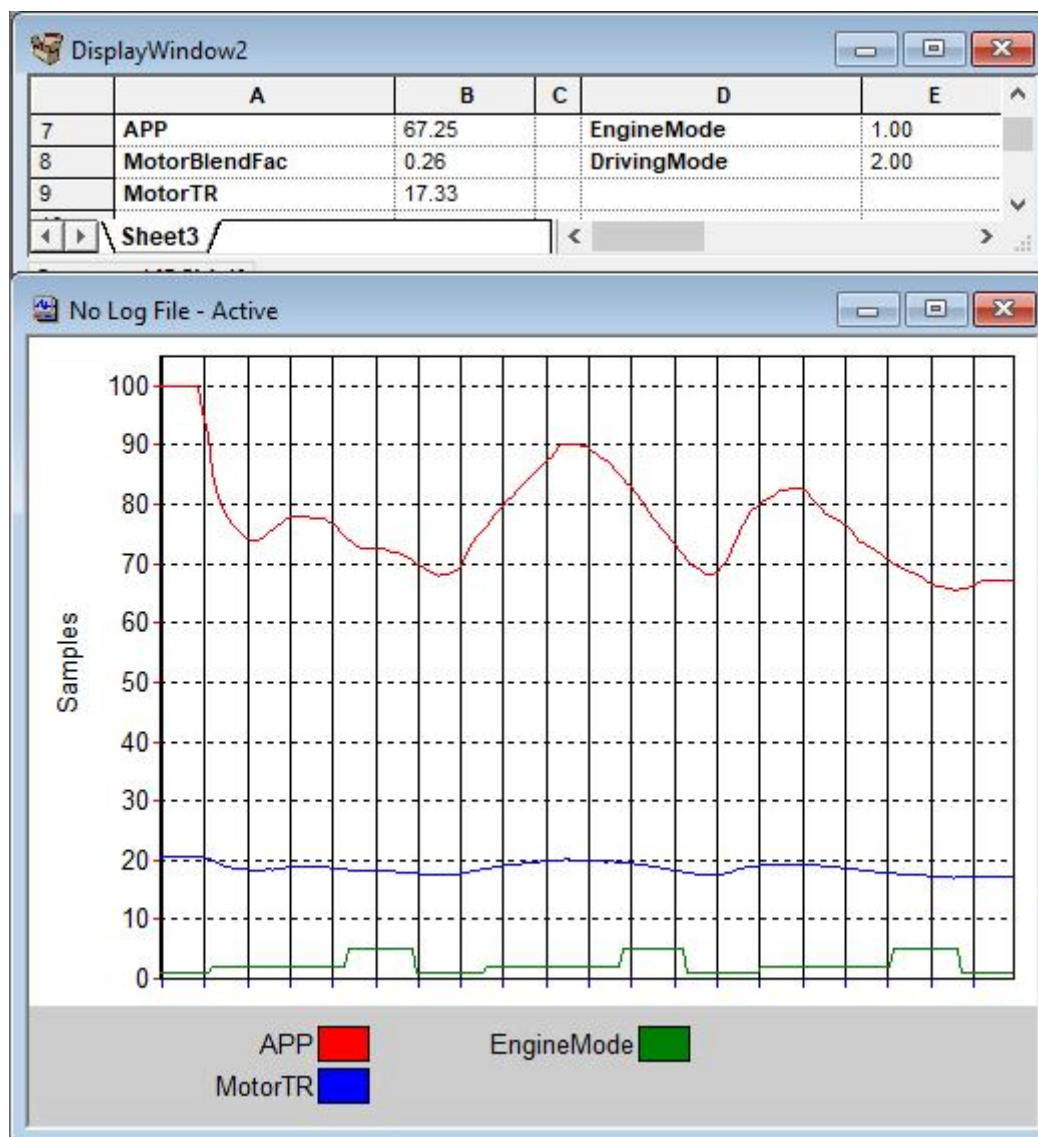 DisplayWindow2
A B C D E
7 APP 67.25 EngineMode 1.00
8 MotorBlendFac 0.26 DrivingMode 2.00
9 MotorTR 17.33
Sheet3
No Log File - Active
100
90
80
70
60
50
40
30
20
10
0
Samples
APP EngineMode
MotorTR